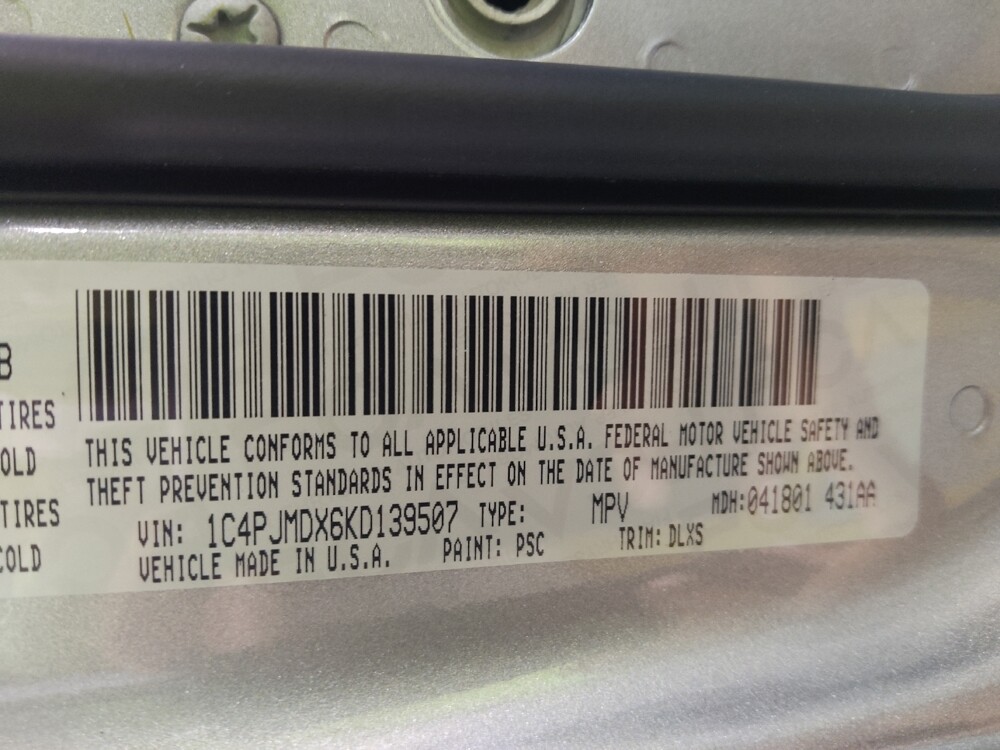 B
TIRES
OLD
TIRES
COLD
THIS VEHICLE CONFORMS TO ALL APPLICABLE U.S.A. FEDERAL MOTOR VEHICLE SAFETY AND
THEFT PREVENTION STANDARDS IN EFFECT ON THE DATE OF MANUFACTURE SHOWN ABOVE.
VIN: 1C4PJMDX6KD139507 TYPE: MPV MDH:041801 431AA
VEHICLE MADE IN U.S.A. PAINT: PSC TRIM: DLXS